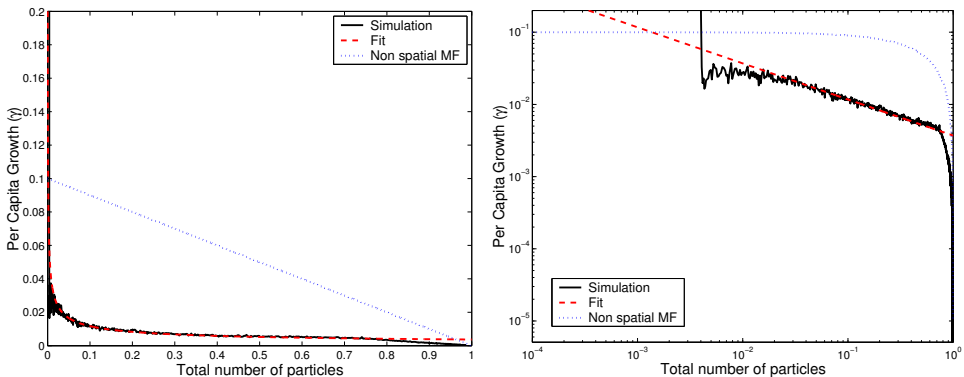 0.2
0.18
0.16
0.14
0.12
0.1
0.08
0.06
0.04
0.02
0
Per Capita Growth (γ)
Simulation
Fit
Non spatial MF
0 0.1 0.2 0.3 0.4 0.5 0.6 0.7 0.8 0.9 1
Total number of particles
10⁻¹
10⁻²
10⁻³
10⁻⁴
10⁻⁵
Per Capita Growth (γ)
Simulation
Fit
Non spatial MF
10⁻⁴ 10⁻³ 10⁻² 10⁻¹ 10⁰
Total number of particles